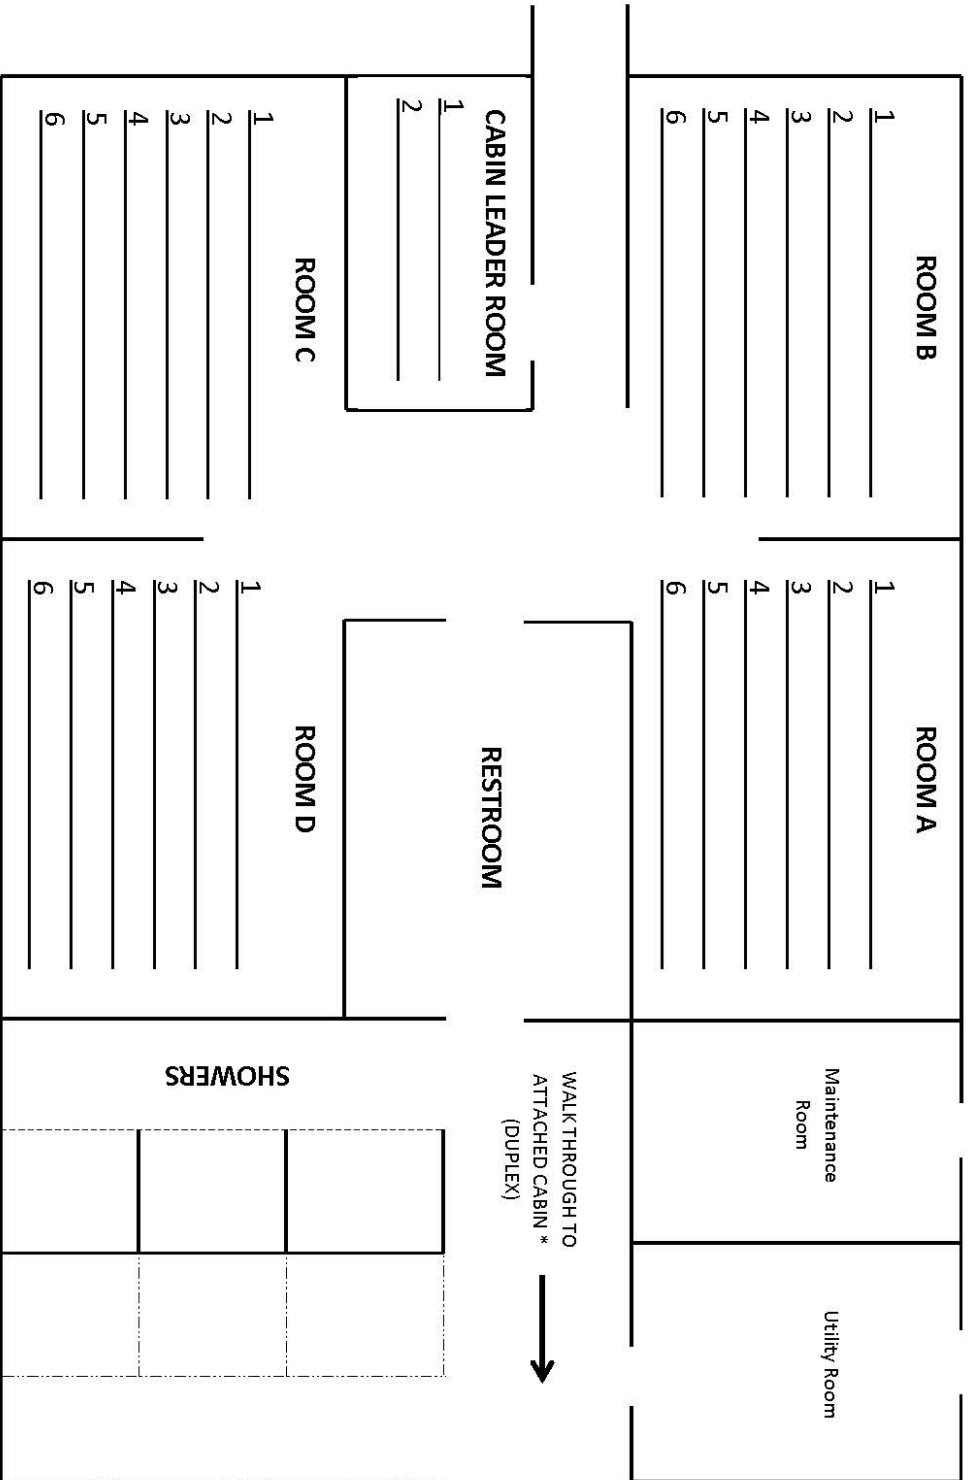 ROOM B
1
2
3
4
5
6
ROOM A
1
2
3
4
5
6
Maintenance
Room
Utility Room
CABIN LEADER ROOM
1
2
RESTROOM
WALK THROUGH TO
ATTACHED CABIN *
(DUPLEX)
ROOM C
1
2
3
4
5
6
ROOM D
1
2
3
4
5
6
SHOWERS